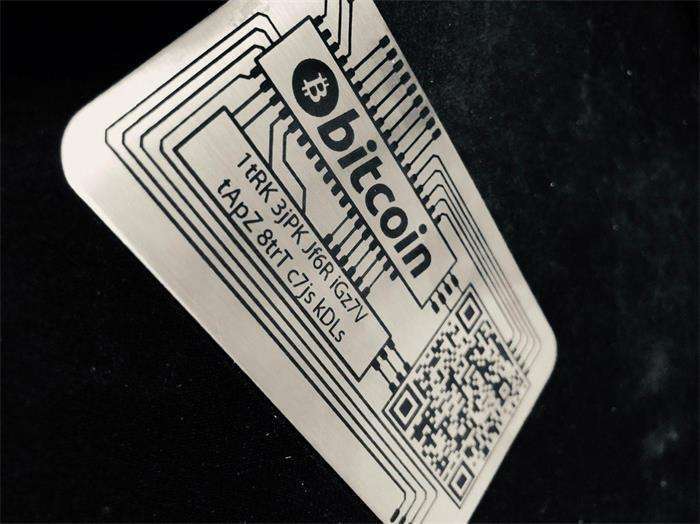 bitcoin
1tRK 3jPK Jf6R iGz7V
tApZ 8trT c7js kDLs